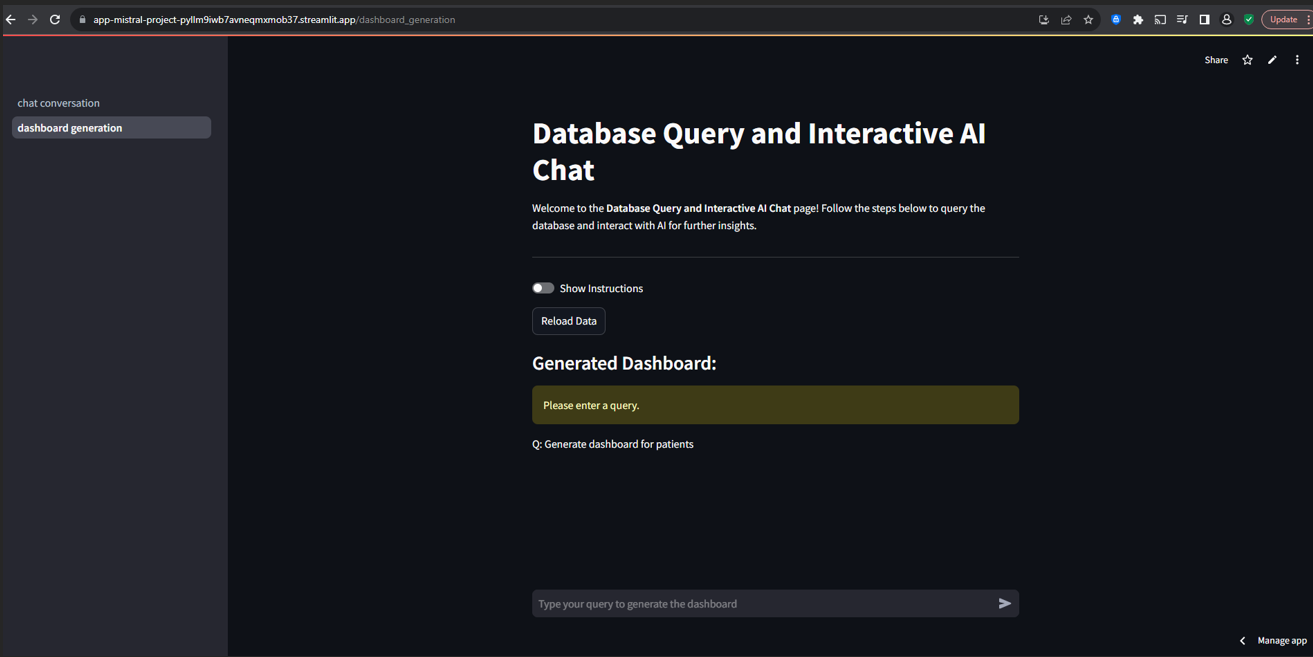 app-mistral-project-pyllm9iwb7avneqmxmob37.streamlit.app/dashboard_generation
Update
Share
chat conversation
dashboard generation
Database Query and Interactive AI
Chat
Welcome to the Database Query and Interactive AI Chat page! Follow the steps below to query the
database and interact with AI for further insights.
Show Instructions
Reload Data
Generated Dashboard:
Please enter a query.
Q: Generate dashboard for patients
Type your query to generate the dashboard
Manage app